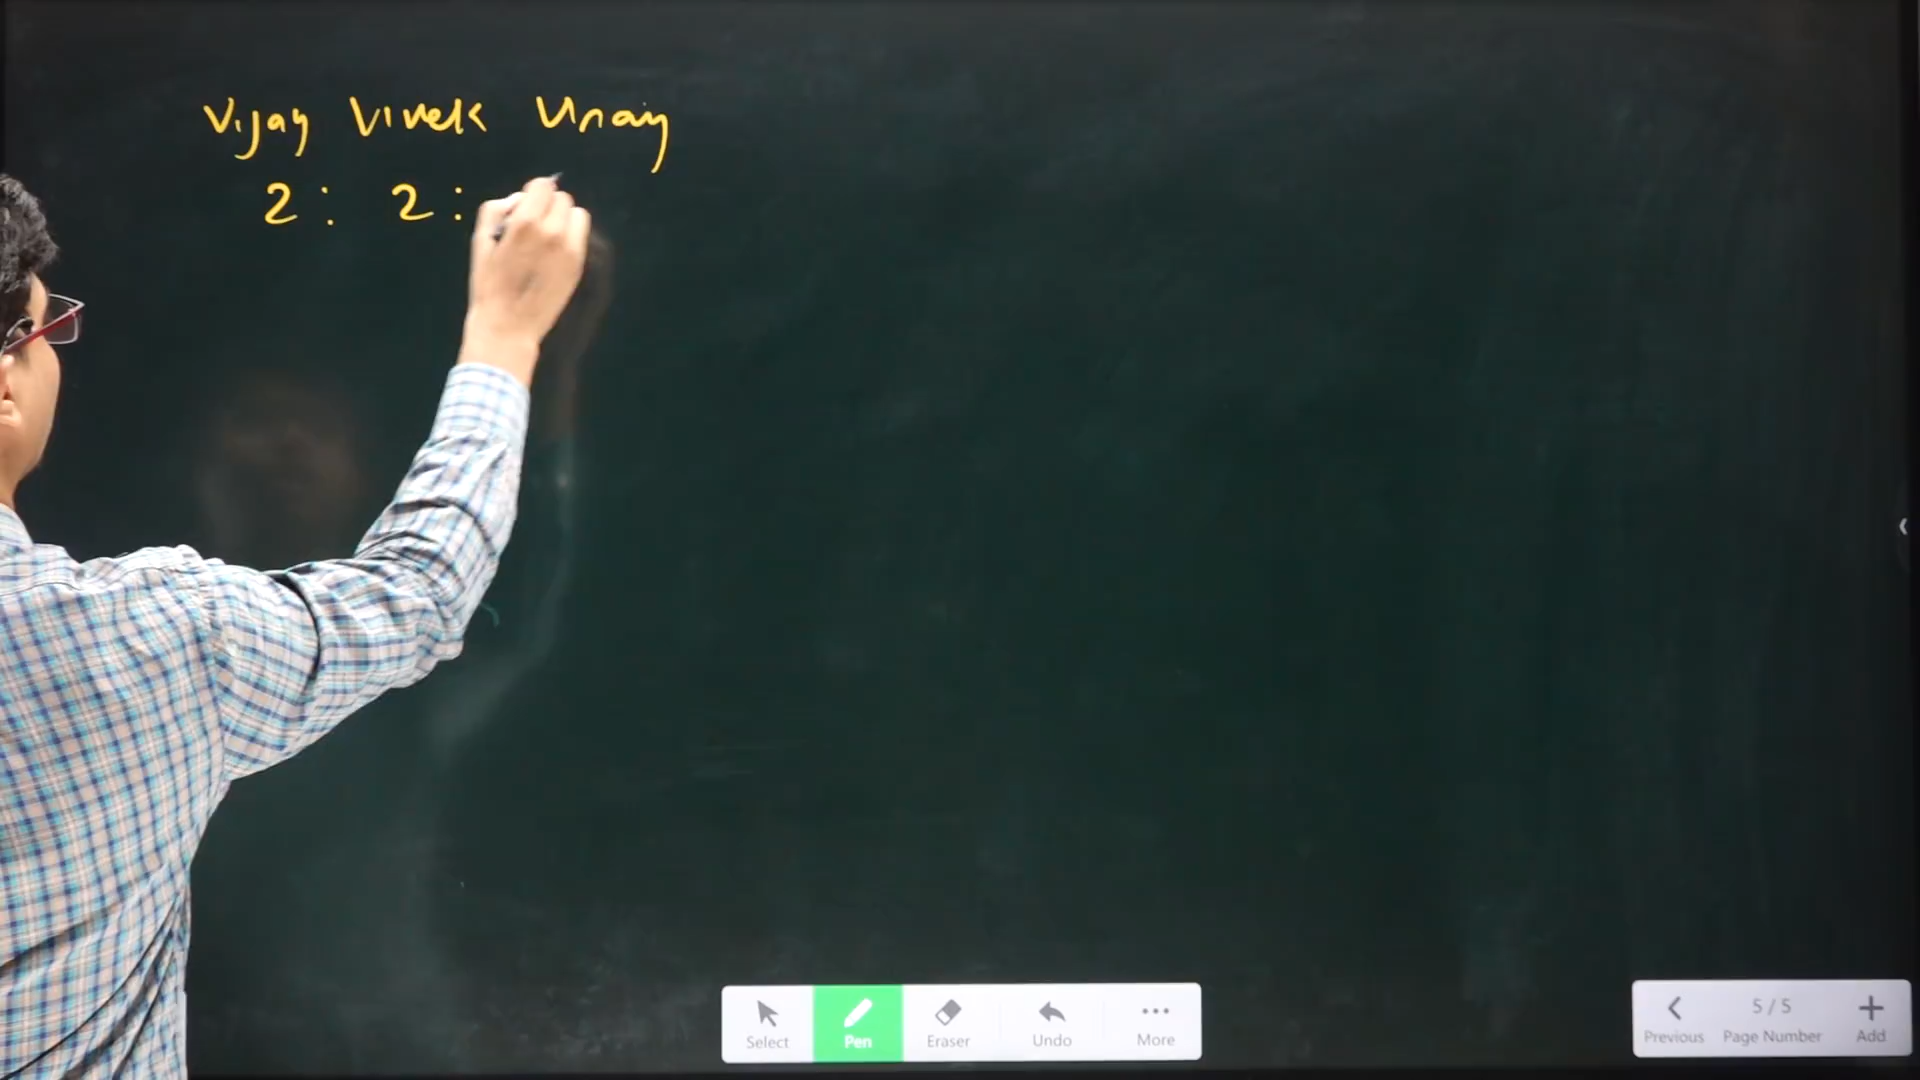 Vijay Vivek Vinay
2 : 2 :
Select Pen Eraser Undo More
Previous 5 / 5 Page Number Add